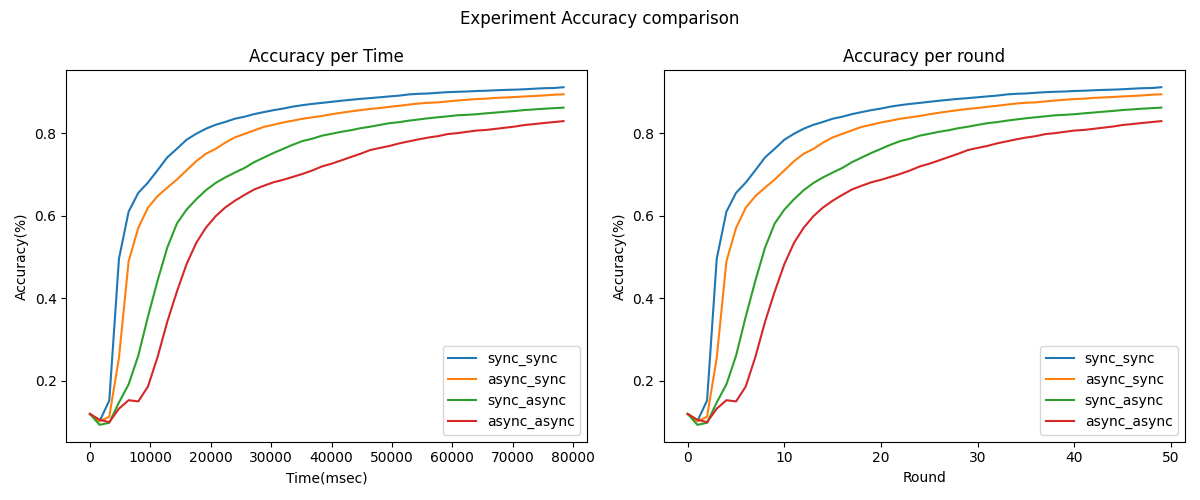 Experiment Accuracy comparison
Accuracy per Time
Accuracy(%)
0.8
0.6
0.4
0.2
0 10000 20000 30000 40000 50000 60000 70000 80000
Time(msec)
sync_sync
async_sync
sync_async
async_async
Accuracy per round
Accuracy(%)
0.8
0.6
0.4
0.2
0 10 20 30 40 50
Round
sync_sync
async_sync
sync_async
async_async